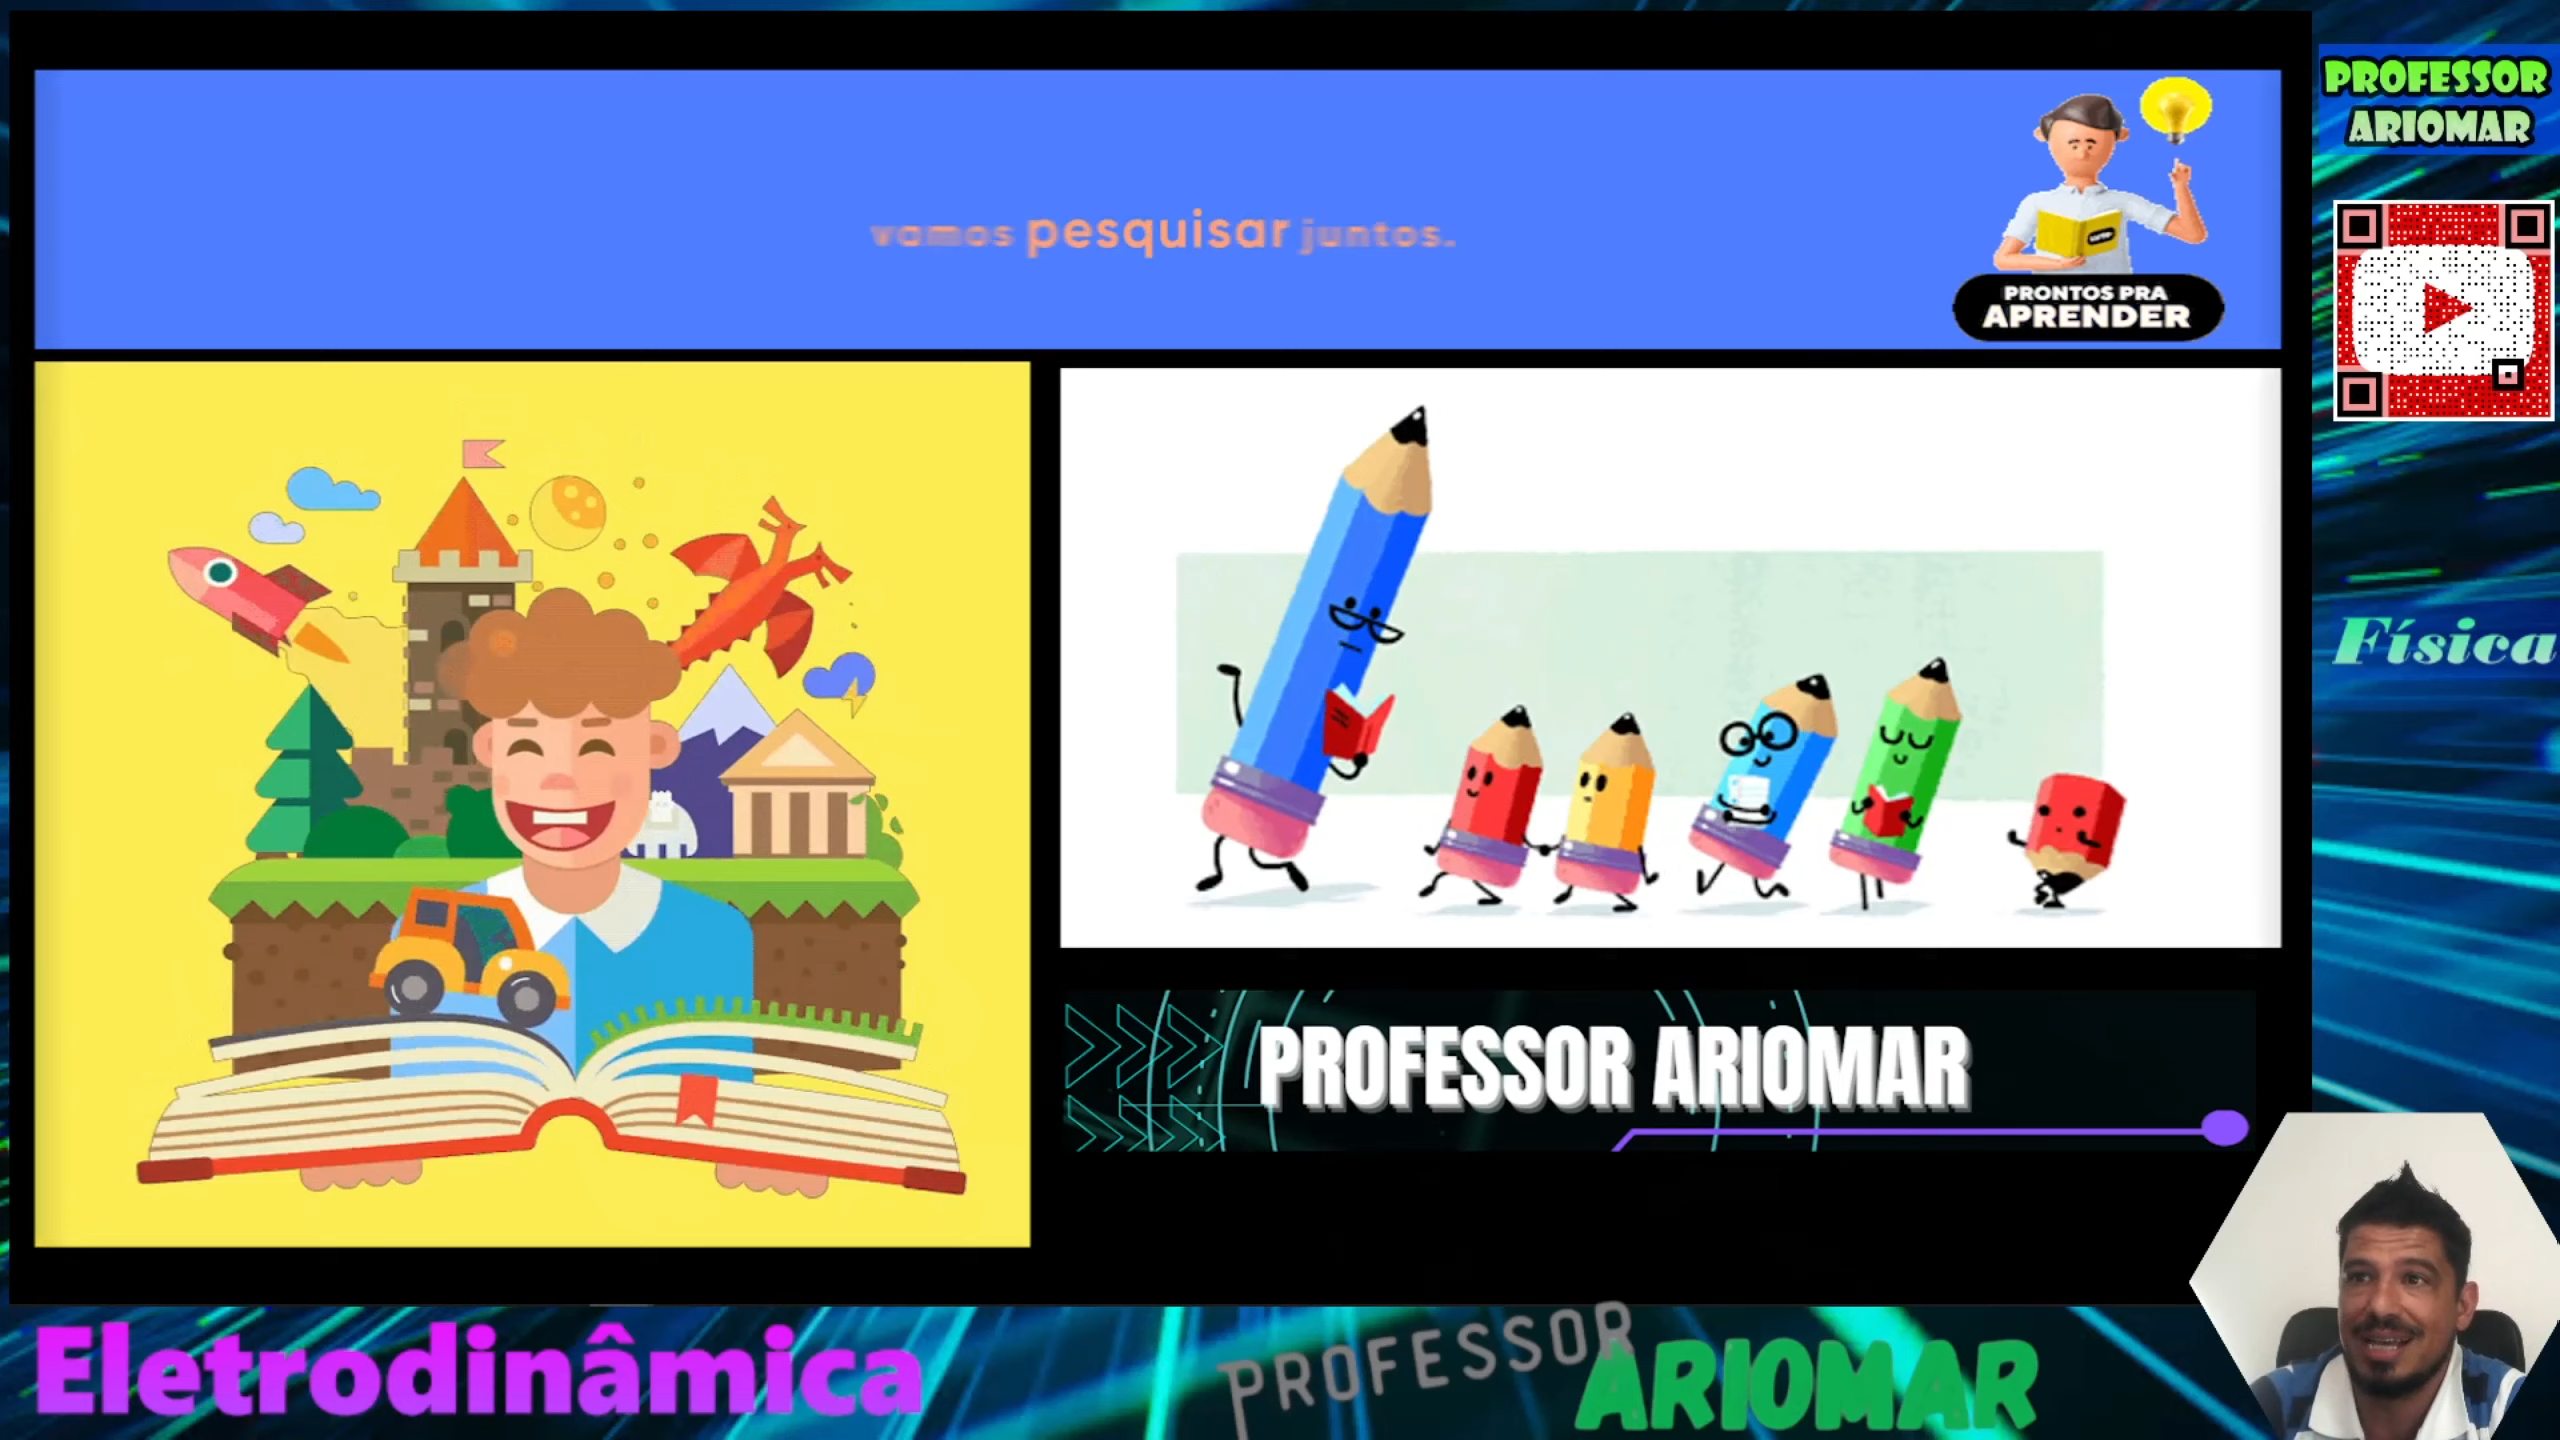 PROFESSOR
ARIOMAR
vamos pesquisar juntos.
PRONTOS PRA
APRENDER
Física
PROFESSOR ARIOMAR
Eletrodinâmica
PROFESSOR
ARIOMAR